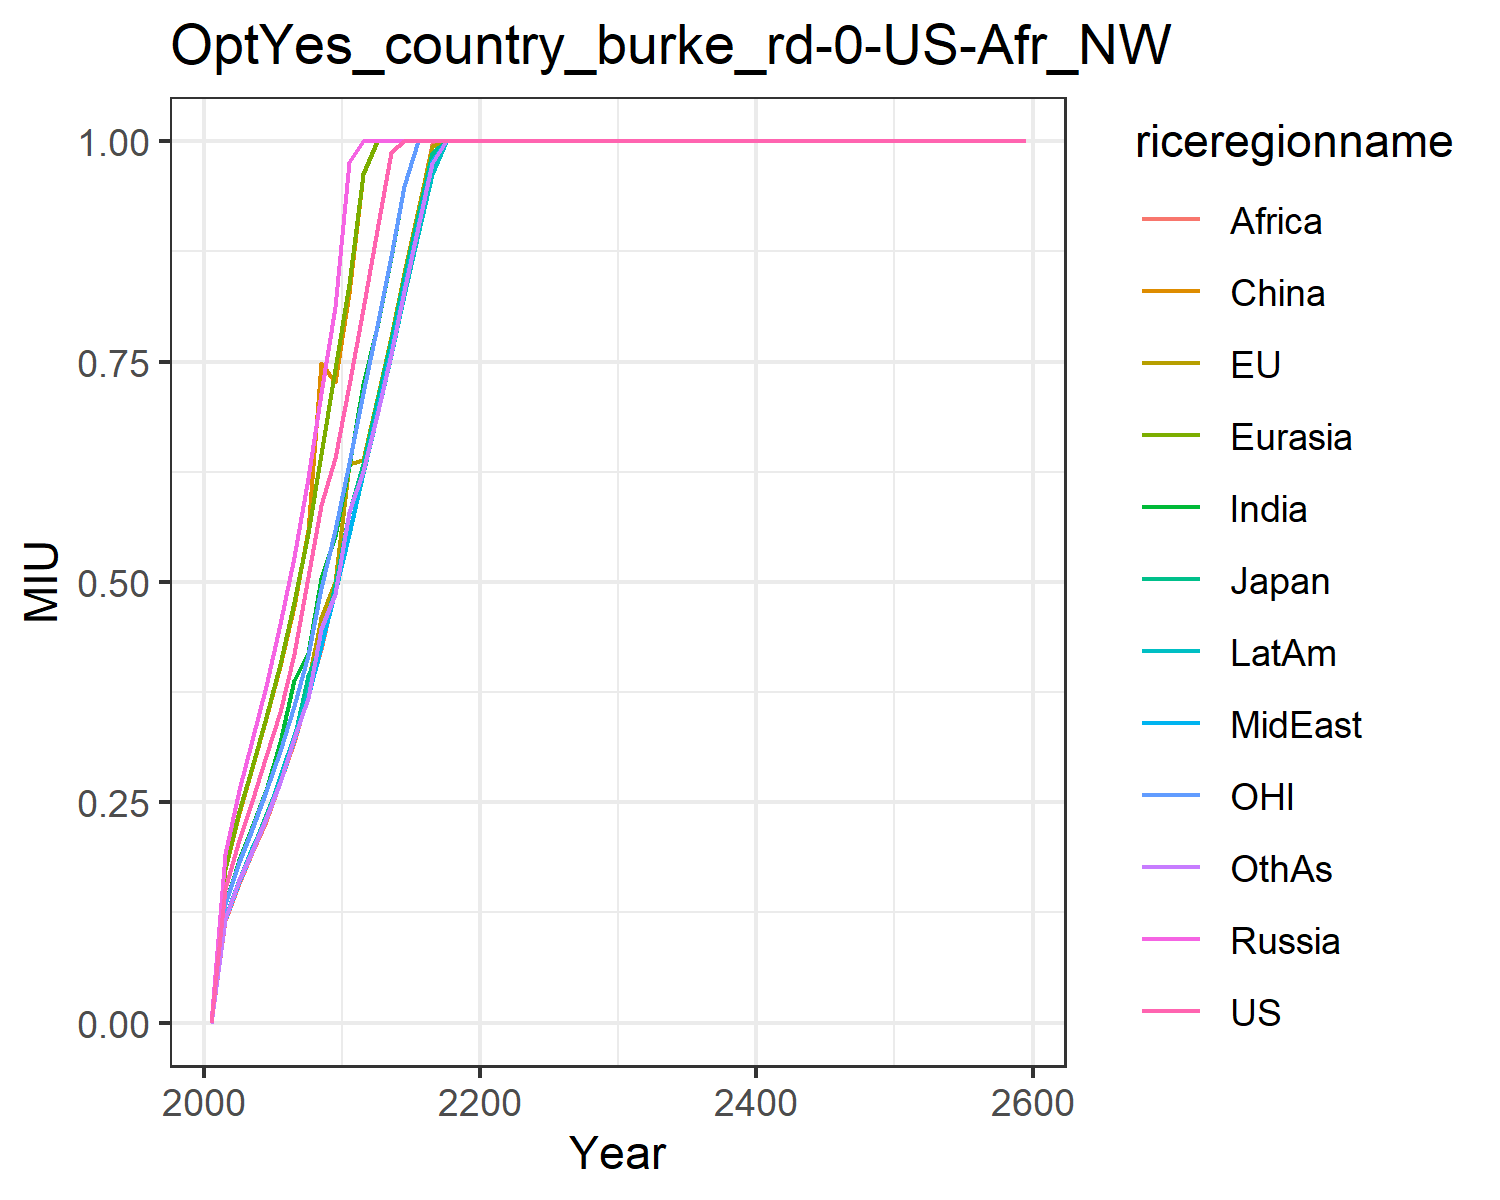 OptYes_country_burke_rd-0-US-Afr_NW
MIU
1.00
0.75
0.50
0.25
0.00
2000
2200
2400
2600
Year
riceregionname
Africa
China
EU
Eurasia
India
Japan
LatAm
MidEast
OHI
OthAs
Russia
US